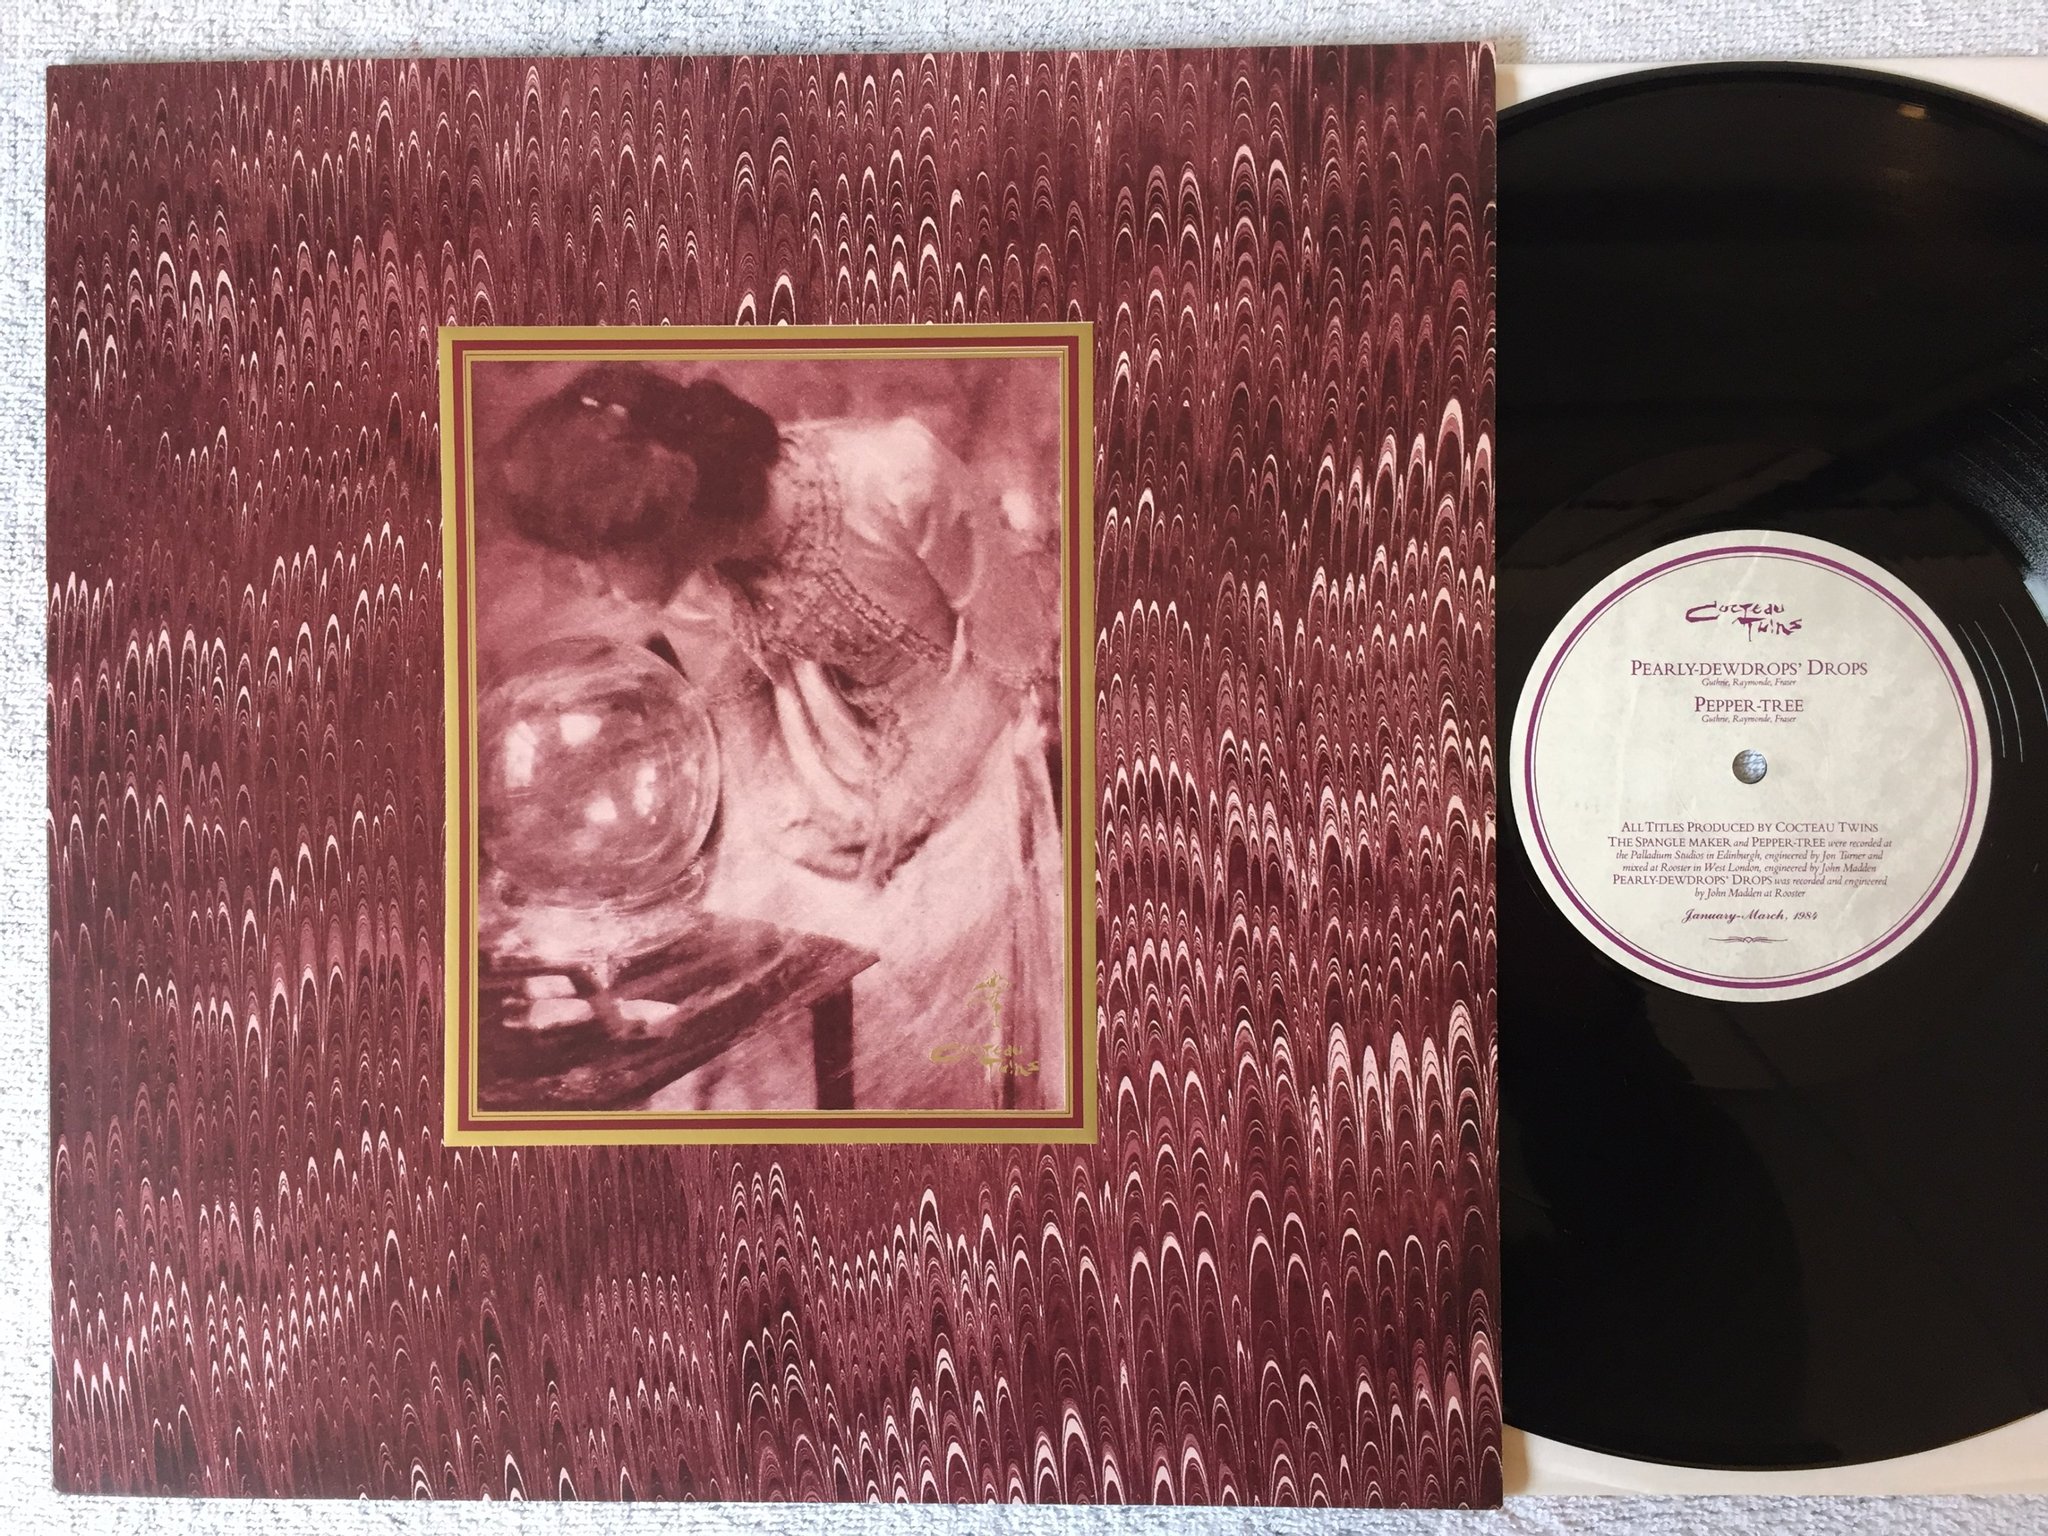 Cocteau
Twins
Cocteau
Twins
PEARLY-DEWDROPS' DROPS
Guthrie, Raymonde, Fraser
PEPPER-TREE
Guthrie, Raymonde, Fraser
ALL TITLES PRODUCED BY COCTEAU TWINS
THE SPANGLE MAKER and PEPPER-TREE were recorded at
the Palladium Studios in Edinburgh, engineered by Jon Turner and
mixed at Rooster in West London, engineered by John Madden
PEARLY-DEWDROPS' DROPS was recorded and engineered
by John Madden at Rooster
January-March, 1984